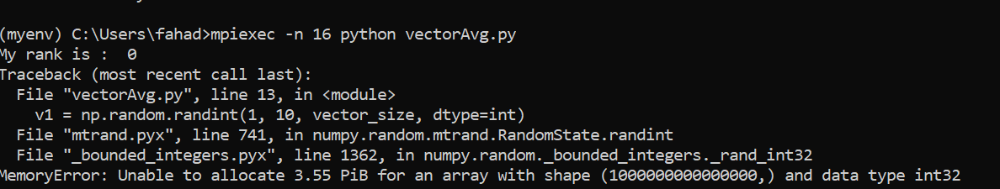 (myenv) C:\Users\fahad>mpiexec -n 16 python vectorAvg.py
My rank is :  0
Traceback (most recent call last):
  File "vectorAvg.py", line 13, in <module>
    v1 = np.random.randint(1, 10, vector_size, dtype=int)
  File "mtrand.pyx", line 741, in numpy.random.mtrand.RandomState.randint
  File "_bounded_integers.pyx", line 1362, in numpy.random._bounded_integers._rand_int32
MemoryError: Unable to allocate 3.55 PiB for an array with shape (1000000000000000,) and data type int32